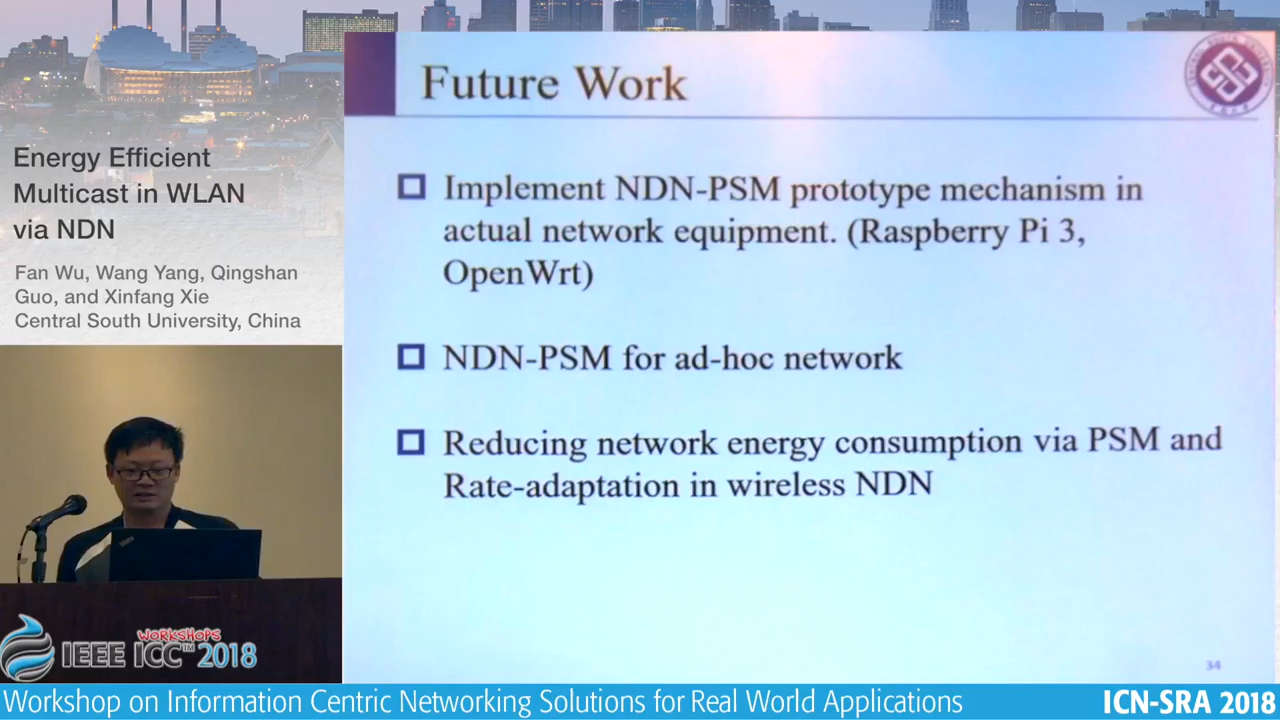 Energy Efficient
Multicast in WLAN
via NDN
Fan Wu, Wang Yang, Qingshan
Guo, and Xinfang Xie
Central South University, China
Future Work
Implement NDN-PSM prototype mechanism in
actual network equipment. (Raspberry Pi 3,
OpenWrt)
NDN-PSM for ad-hoc network
Reducing network energy consumption via PSM and
Rate-adaptation in wireless NDN
34
WORKSHOPS
IEEE ICC™ 2018
Workshop on Information Centric Networking Solutions for Real World Applications
ICN-SRA 2018